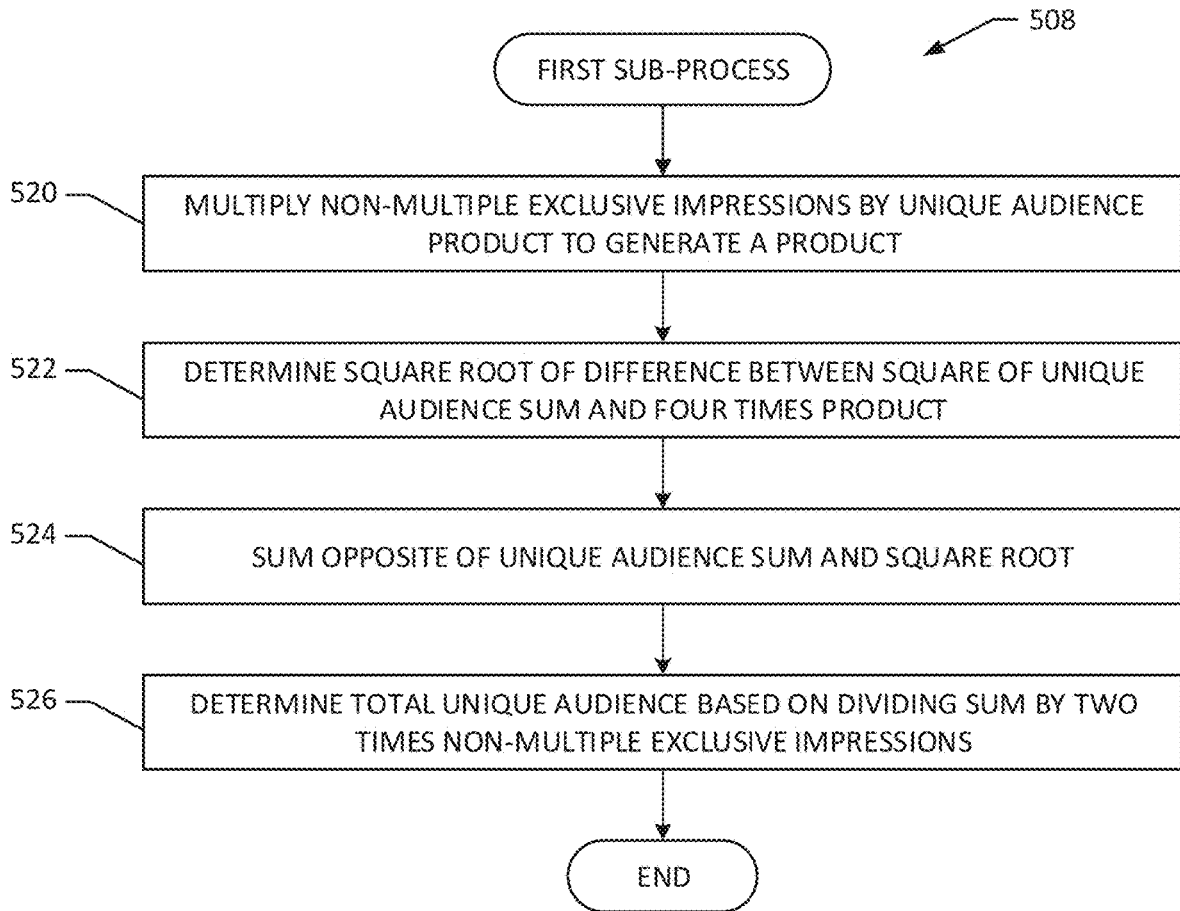 508
FIRST SUB-PROCESS
520
MULTIPLY NON-MULTIPLE EXCLUSIVE IMPRESSIONS BY UNIQUE AUDIENCE
PRODUCT TO GENERATE A PRODUCT
522
DETERMINE SQUARE ROOT OF DIFFERENCE BETWEEN SQUARE OF UNIQUE
AUDIENCE SUM AND FOUR TIMES PRODUCT
524
SUM OPPOSITE OF UNIQUE AUDIENCE SUM AND SQUARE ROOT
526
DETERMINE TOTAL UNIQUE AUDIENCE BASED ON DIVIDING SUM BY TWO
TIMES NON-MULTIPLE EXCLUSIVE IMPRESSIONS
END